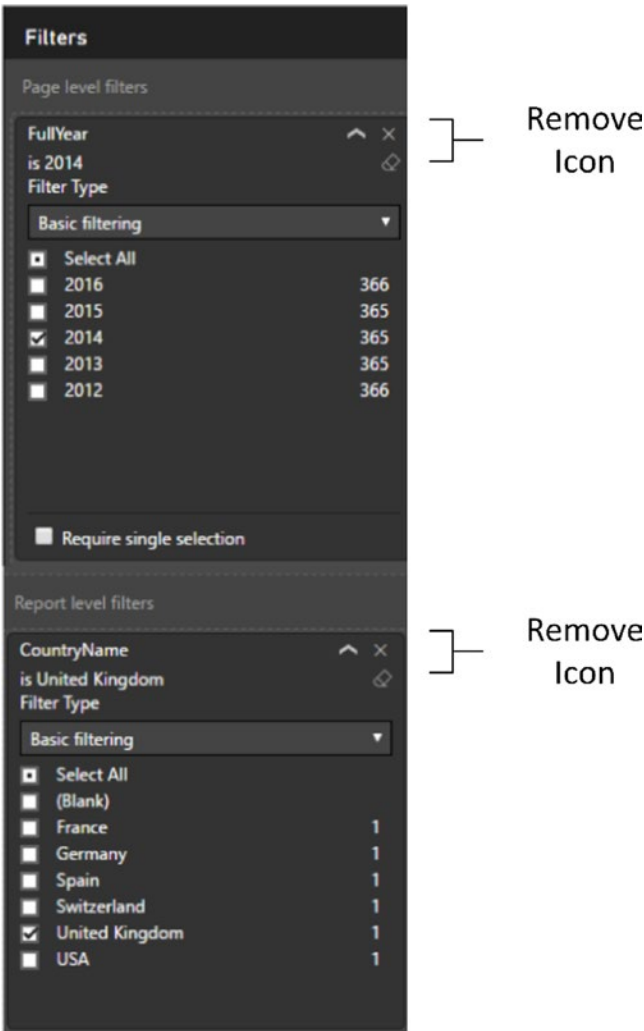 Filters
Page level filters
FullYear
is 2014
Filter Type
Basic filtering
Select All
2016 366
2015 365
2014 365
2013 365
2012 366
Require single selection
Remove
Icon
Report level filters
CountryName
is United Kingdom
Filter Type
Basic filtering
Select All
(Blank)
France 1
Germany 1
Spain 1
Switzerland 1
United Kingdom 1
USA 1
Remove
Icon